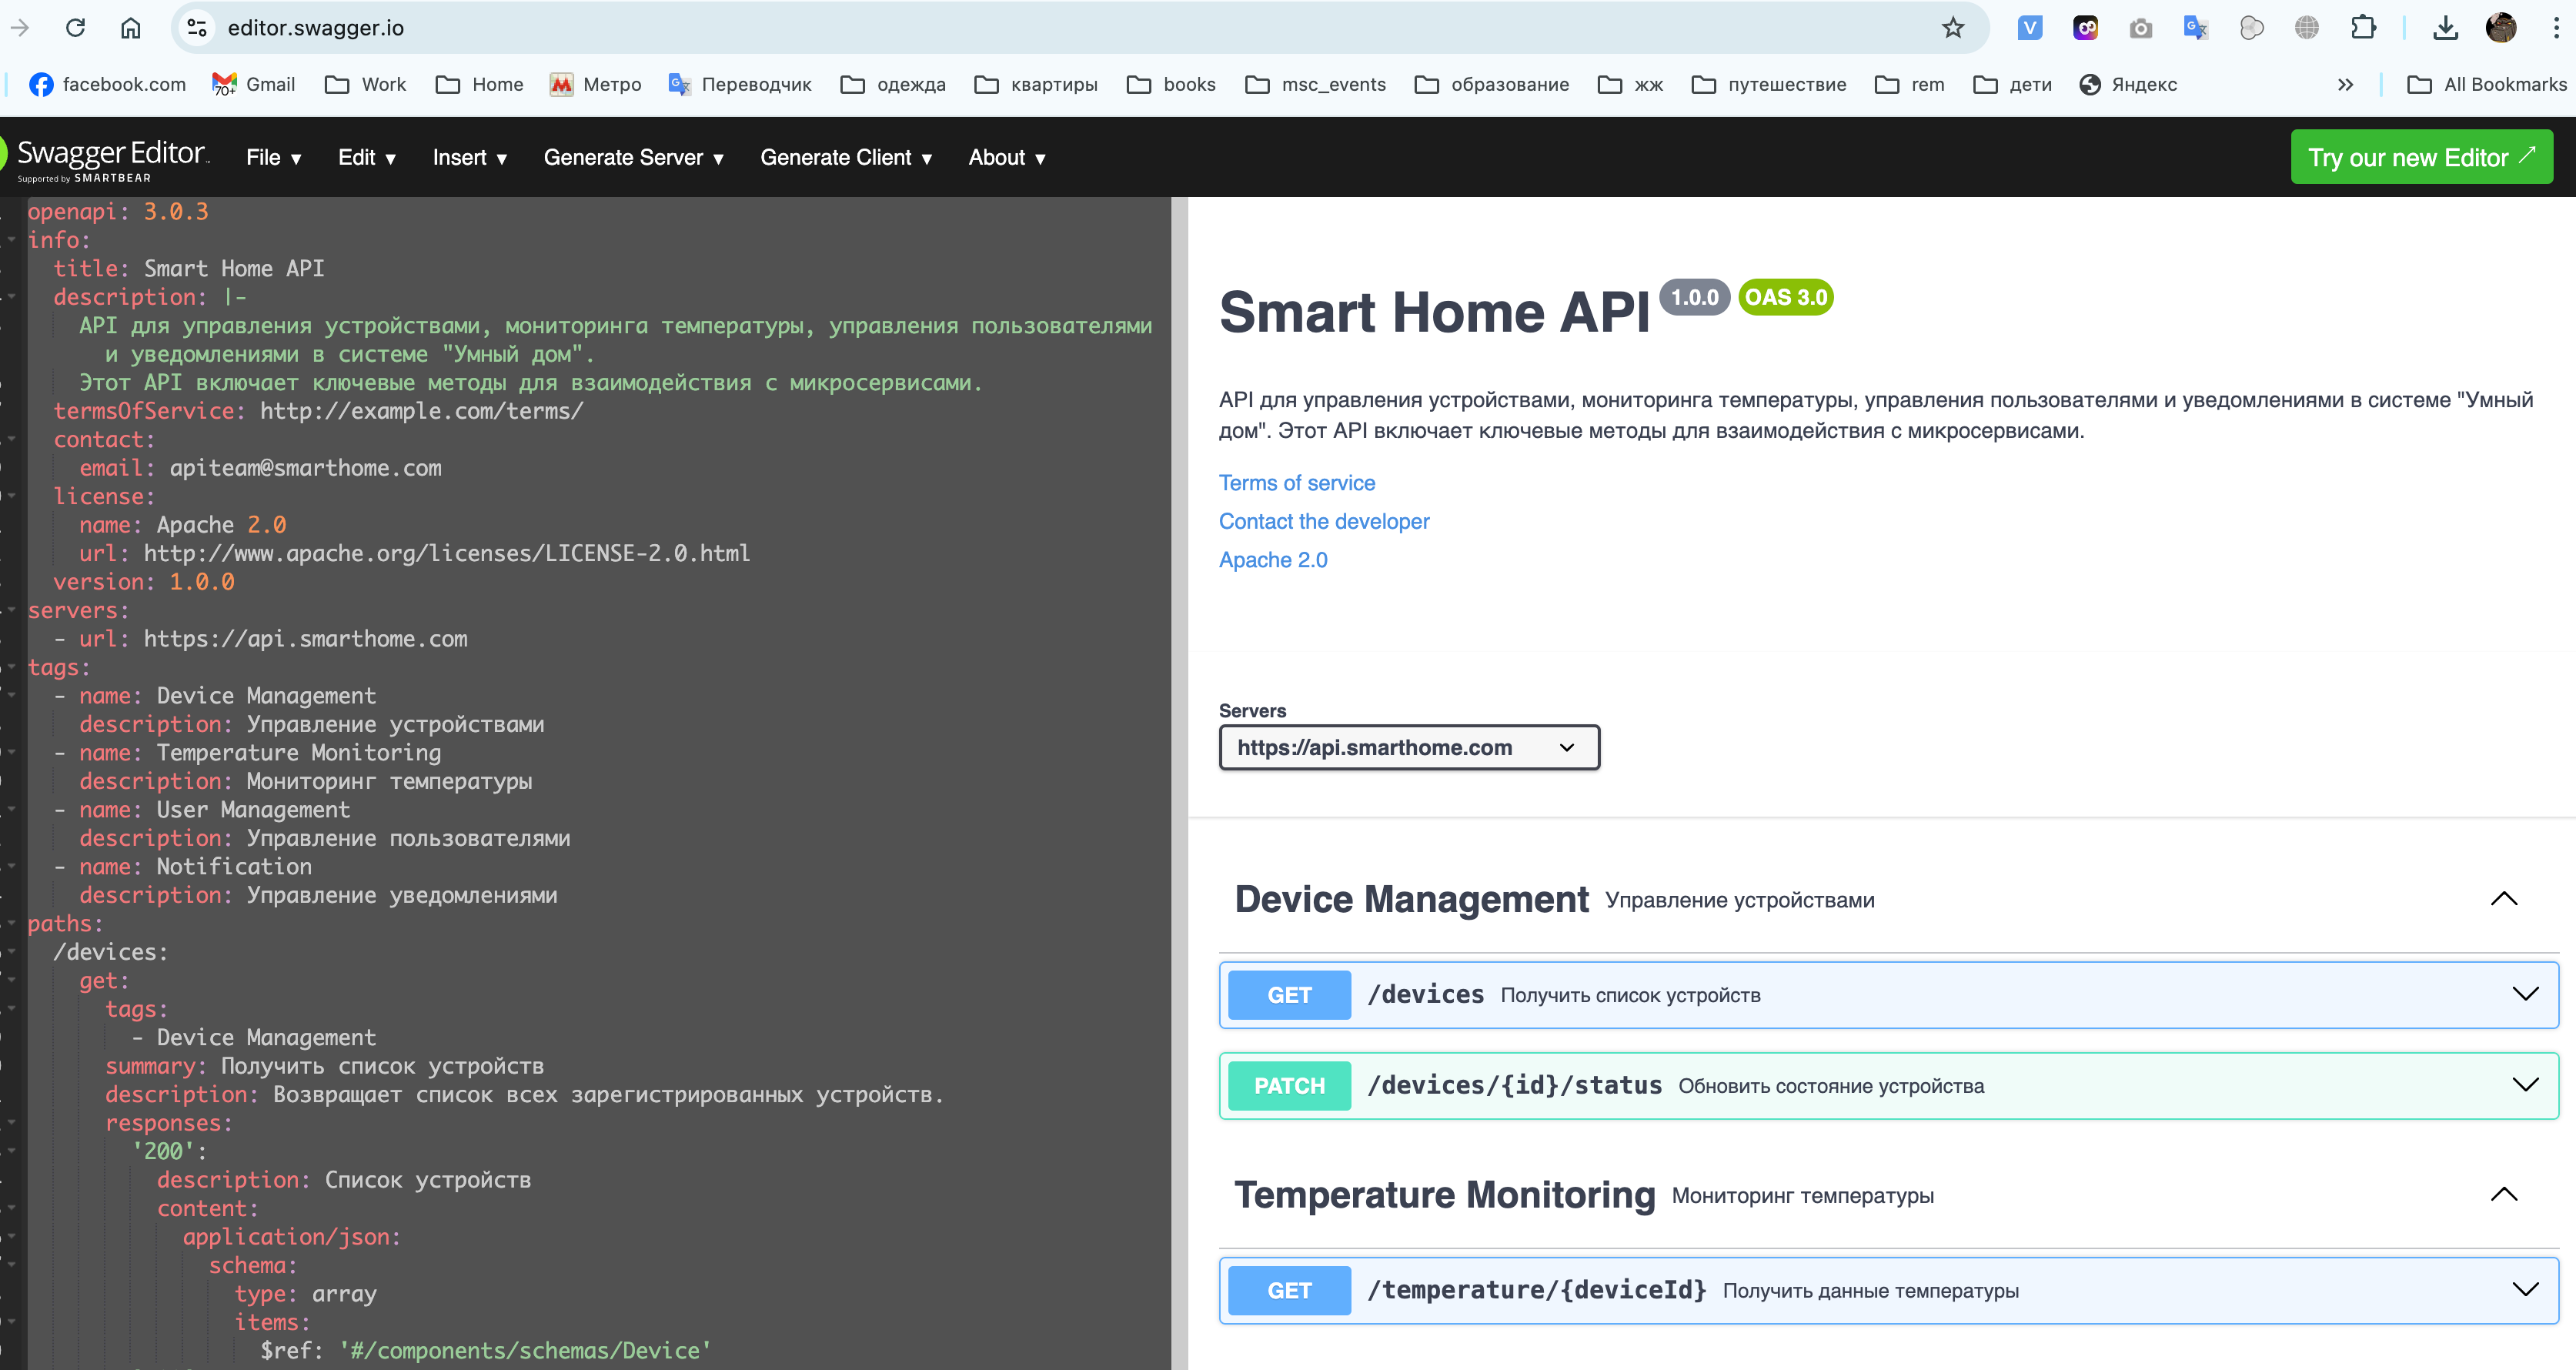 editor.swagger.io
facebook.com 70+ Gmail Work Home Метро Переводчик одежда квартиры books msc_events образование жж путешествие rem дети Яндекс » All Bookmarks
Swagger Editor
Supported by SMARTBEAR
File ▾ Edit ▾ Insert ▾ Generate Server ▾ Generate Client ▾ About ▾ Try our new Editor
openapi: 3.0.3
info:
title: Smart Home API
description: |-
API для управления устройствами, мониторинга температуры, управления пользователями
и уведомлениями в системе "Умный дом".
Этот API включает ключевые методы для взаимодействия с микросервисами.
termsOfService: http://example.com/terms/
contact:
email: apiteam@smarthome.com
license:
name: Apache 2.0
url: http://www.apache.org/licenses/LICENSE-2.0.html
version: 1.0.0
servers:
- url: https://api.smarthome.com
tags:
- name: Device Management
description: Управление устройствами
- name: Temperature Monitoring
description: Мониторинг температуры
- name: User Management
description: Управление пользователями
- name: Notification
description: Управление уведомлениями
paths:
/devices:
get:
tags:
- Device Management
summary: Получить список устройств
description: Возвращает список всех зарегистрированных устройств.
responses:
'200':
description: Список устройств
content:
application/json:
schema:
type: array
items:
$ref: '#/components/schemas/Device'
Smart Home API 1.0.0 OAS 3.0
API для управления устройствами, мониторинга температуры, управления пользователями и уведомлениями в системе "Умный
дом". Этот API включает ключевые методы для взаимодействия с микросервисами.
Terms of service
Contact the developer
Apache 2.0
Servers
https://api.smarthome.com
Device Management Управление устройствами
GET /devices Получить список устройств
PATCH /devices/{id}/status Обновить состояние устройства
Temperature Monitoring Мониторинг температуры
GET /temperature/{deviceId} Получить данные температуры